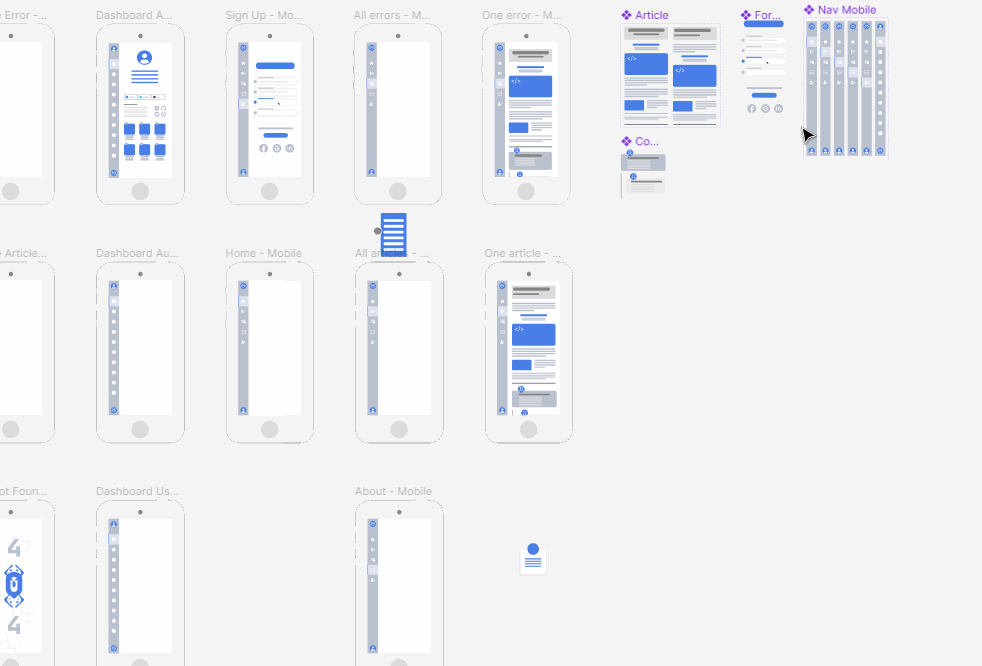 Dashboard A...
Sign Up - Mo...
All errors - M...
One error - M...
Article
For...
Nav Mobile
Error -...
</>
</>
</>
Co...
Article...
Dashboard Au...
Home - Mobile
All articles - ...
One article - ...
</>
ot Foun...
Dashboard Us...
About - Mobile
4
4